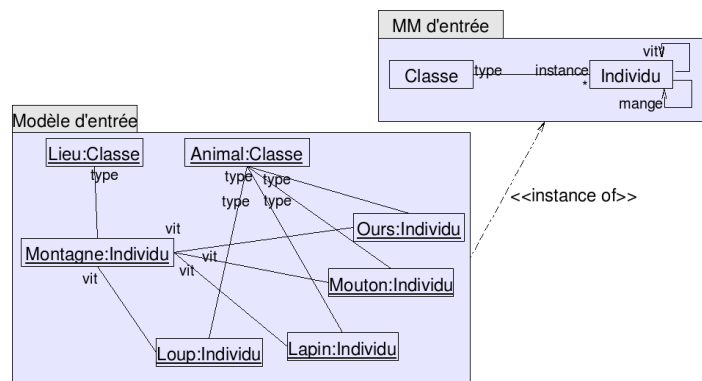 MM d'entrée
vit
Classe
type
instance
*
Individu
mange
<<instance of>>
Modèle d'entrée
Lieu:Classe
type
Animal:Classe
type
type
type
type
Ours:Individu
vit
Montagne:Individu
vit
vit
vit
Mouton:Individu
Loup:Individu
Lapin:Individu